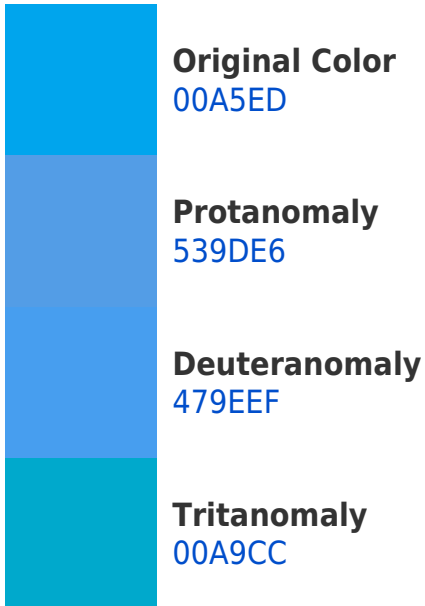 Original Color
00A5ED
Protanomaly
539DE6
Deuteranomaly
479EEF
Tritanomaly
00A9CC